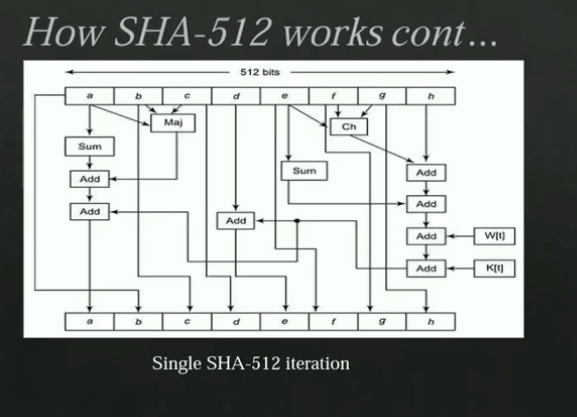 How SHA-512 works cont...
512 bits
a b c d e f g h
Maj
Ch
Sum
Sum
Add
Add
Add
Add
Add
W[t]
Add
Add
K[t]
a b c d e f g h
Single SHA-512 iteration